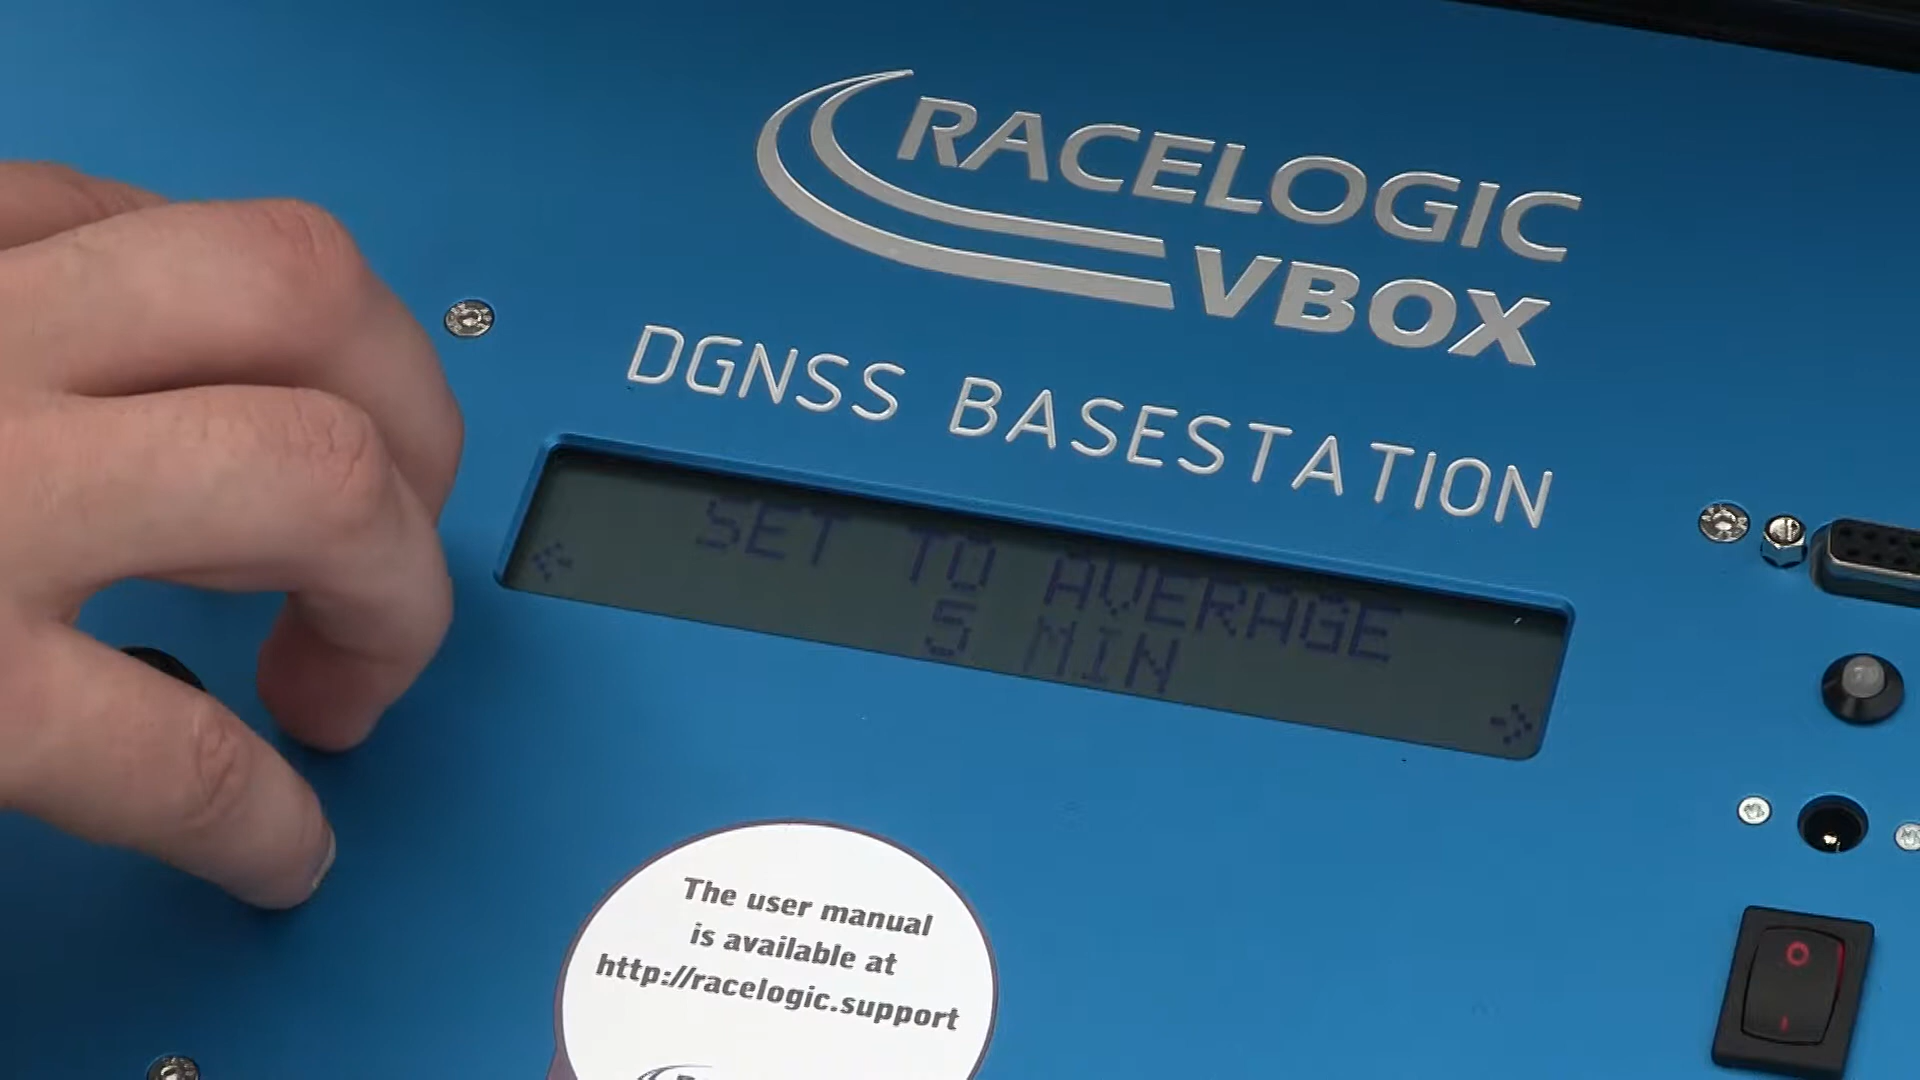 RACELOGIC
VBOX
DGNSS BASESTATION
SET TO AVERAGE
← 5 MIN →
The user manual
is available at
http://racelogic.support